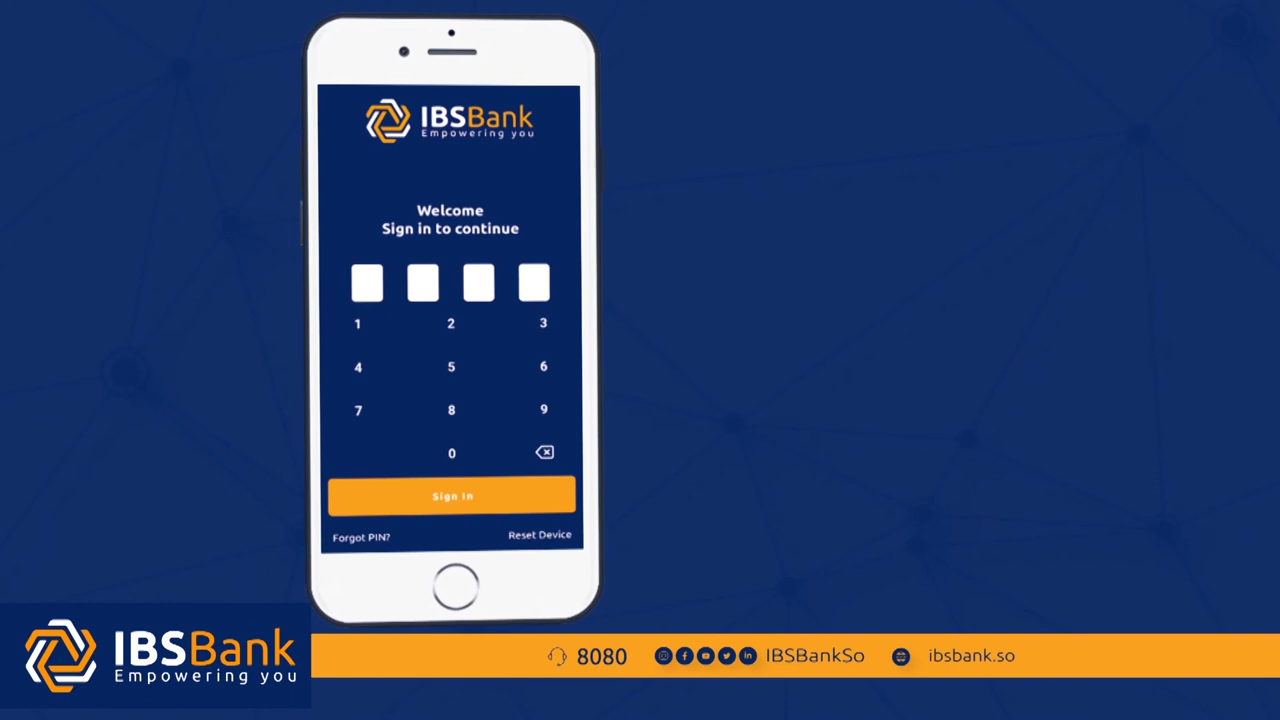 IBSBank
Empowering you
Welcome
Sign in to continue
1 2 3
4 5 6
7 8 9
0
Sign In
Forgot PIN? Reset Device
IBSBank
Empowering you
8080 IBSBankSo ibsbank.so